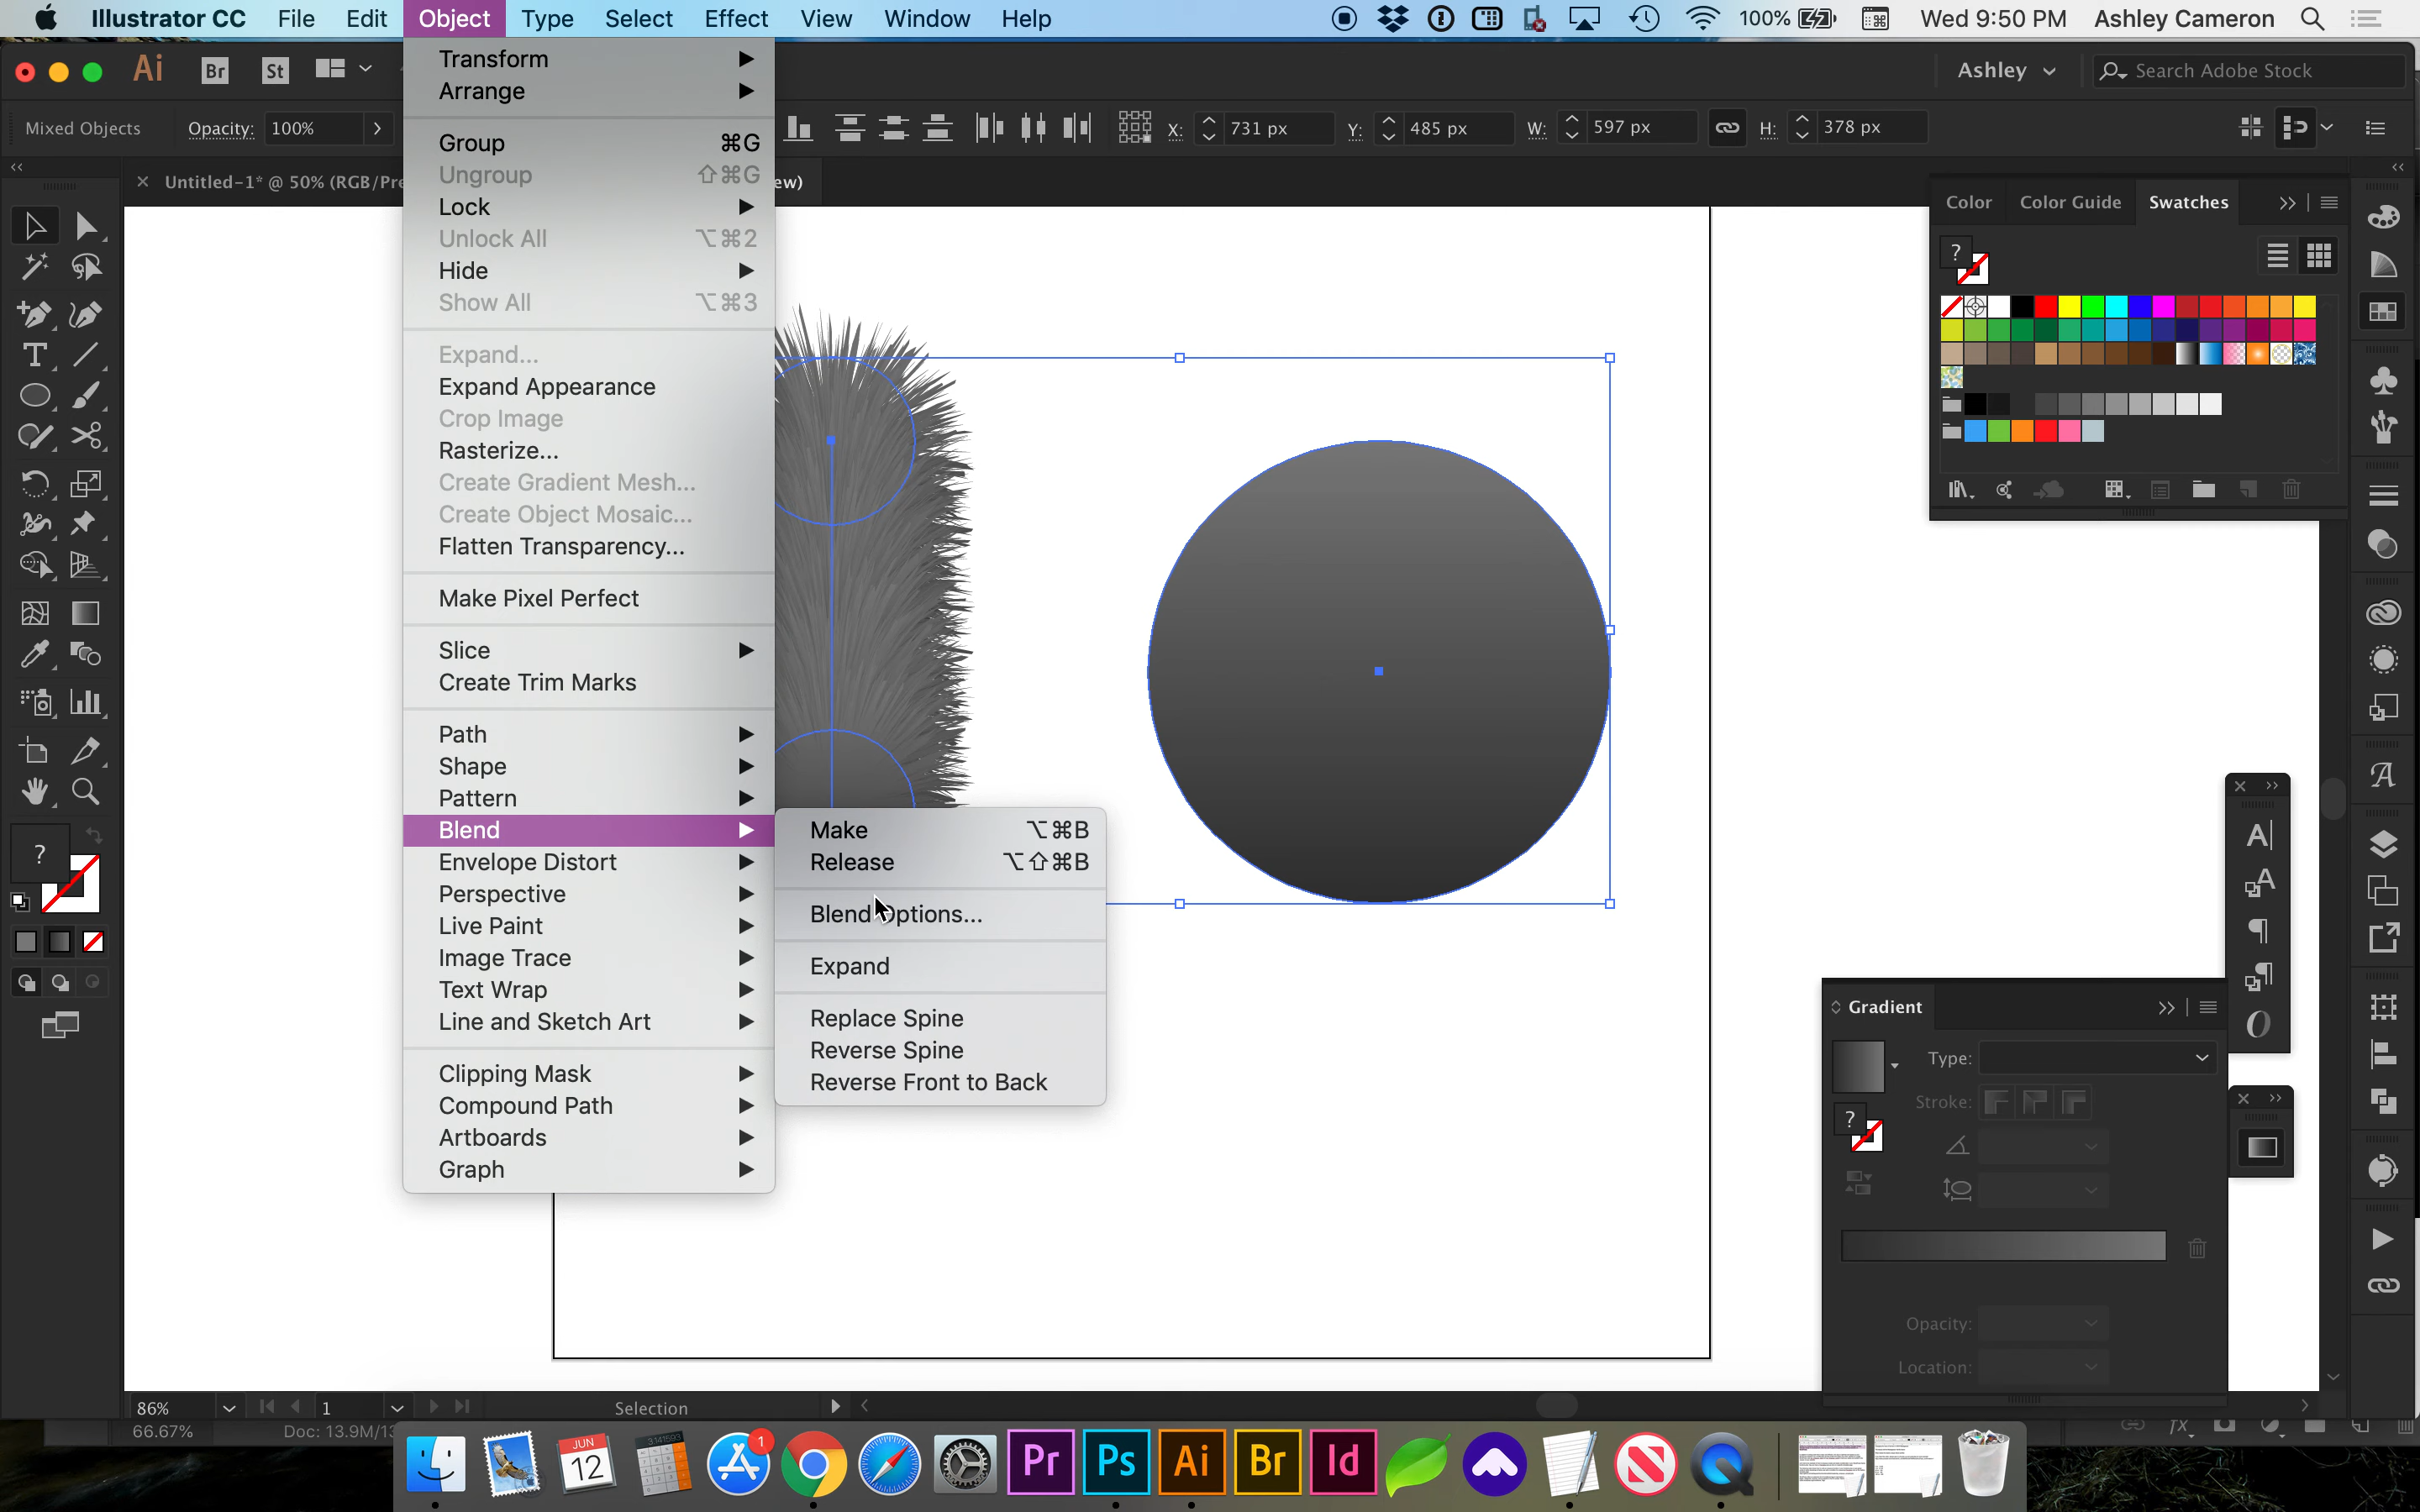 Illustrator CC File Edit Object Type Select Effect View Window Help 100% Wed 9:50 PM Ashley Cameron
Ai Br St Ashley Search Adobe Stock
Mixed Objects Opacity: 100% X: 731 px Y: 485 px W: 597 px H: 378 px
Untitled-1* @ 50% (RGB/Pre ew)
Transform
Arrange
Group ⌘G
Ungroup ⇧⌘G
Lock
Unlock All ⌥⌘2
Hide
Show All ⌥⌘3
Expand...
Expand Appearance
Crop Image
Rasterize...
Create Gradient Mesh...
Create Object Mosaic...
Flatten Transparency...
Make Pixel Perfect
Slice
Create Trim Marks
Path
Shape
Pattern
Blend
Envelope Distort
Perspective
Live Paint
Image Trace
Text Wrap
Line and Sketch Art
Clipping Mask
Compound Path
Artboards
Graph
Make ⌥⌘B
Release ⌥⇧⌘B
Blend Options...
Expand
Replace Spine
Reverse Spine
Reverse Front to Back
Color Color Guide Swatches
?
?
Gradient
Type:
Stroke:
?
Opacity:
Location:
86% 1 Selection
66.67% Doc: 13.9M/13
JUN
12
3.141593
1
Pr Ps Ai Br Id